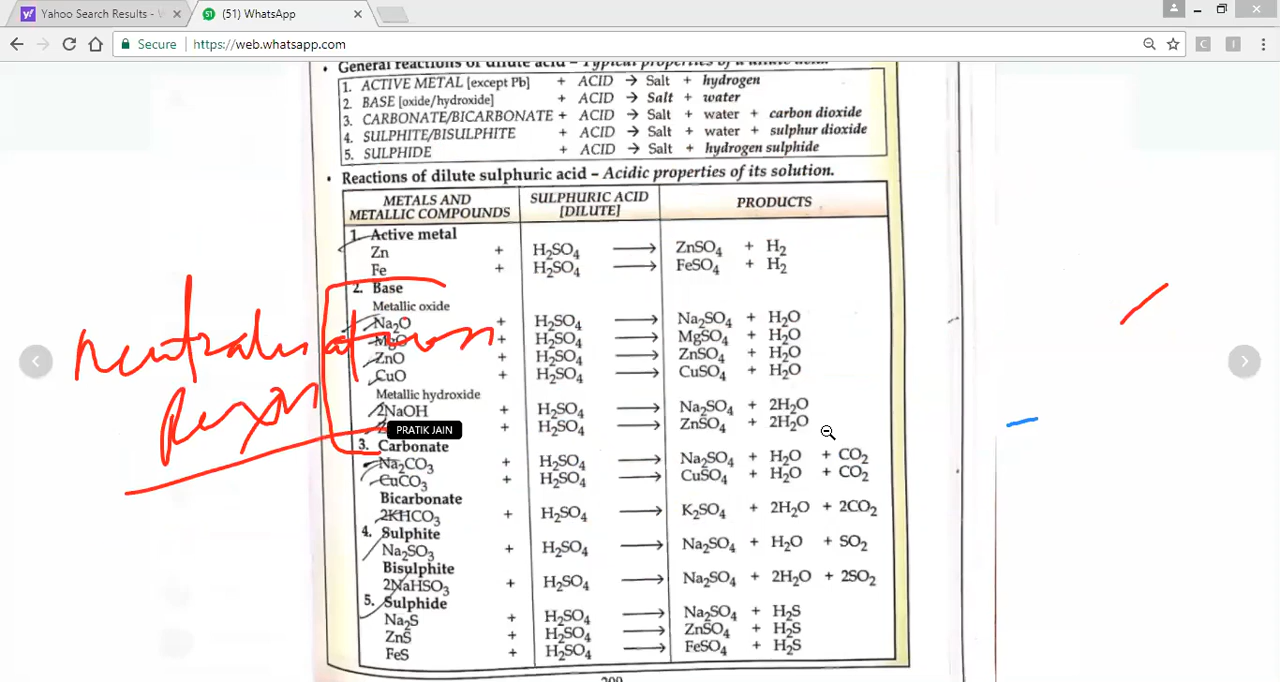 Yahoo Search Results - (51) WhatsApp
Secure https://web.whatsapp.com
• General reactions of dilute acid – Typical properties of a dilute acid.
1. ACTIVE METAL [except Pb] + ACID → Salt + hydrogen
2. BASE [oxide/hydroxide] + ACID → Salt + water
3. CARBONATE/BICARBONATE + ACID → Salt + water + carbon dioxide
4. SULPHITE/BISULPHITE + ACID → Salt + water + sulphur dioxide
5. SULPHIDE + ACID → Salt + hydrogen sulphide
• Reactions of dilute sulphuric acid – Acidic properties of its solution.
METALS AND METALLIC COMPOUNDS SULPHURIC ACID [DILUTE] PRODUCTS
1. Active metal
Zn + H₂SO₄ → ZnSO₄ + H₂
Fe + H₂SO₄ → FeSO₄ + H₂
2. Base
Metallic oxide
Na₂O + H₂SO₄ → Na₂SO₄ + H₂O
MgO + H₂SO₄ → MgSO₄ + H₂O
ZnO + H₂SO₄ → ZnSO₄ + H₂O
CuO + H₂SO₄ → CuSO₄ + H₂O
Metallic hydroxide
2NaOH + H₂SO₄ → Na₂SO₄ + 2H₂O
PRATIK JAIN + H₂SO₄ → ZnSO₄ + 2H₂O
3. Carbonate
Na₂CO₃ + H₂SO₄ → Na₂SO₄ + H₂O + CO₂
CuCO₃ + H₂SO₄ → CuSO₄ + H₂O + CO₂
Bicarbonate
2KHCO₃ + H₂SO₄ → K₂SO₄ + 2H₂O + 2CO₂
4. Sulphite
Na₂SO₃ + H₂SO₄ → Na₂SO₄ + H₂O + SO₂
Bisulphite
2NaHSO₃ + H₂SO₄ → Na₂SO₄ + 2H₂O + 2SO₂
5. Sulphide
Na₂S + H₂SO₄ → Na₂SO₄ + H₂S
ZnS + H₂SO₄ → ZnSO₄ + H₂S
FeS + H₂SO₄ → FeSO₄ + H₂S
neutralisation